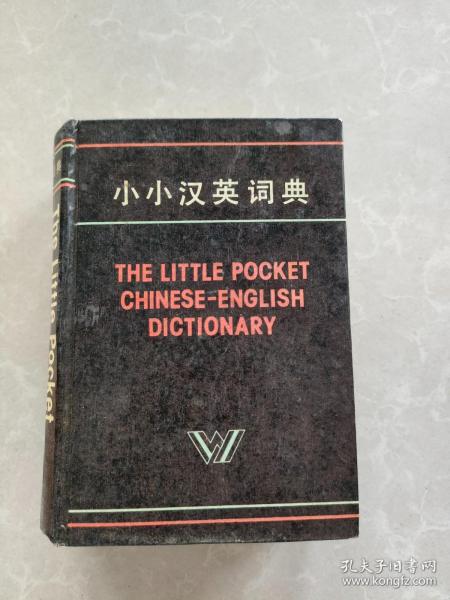 小小汉英词典
THE LITTLE POCKET
CHINESE-ENGLISH
DICTIONARY
W
The Little Pocket
孔夫子旧书网
www.kongfz.com